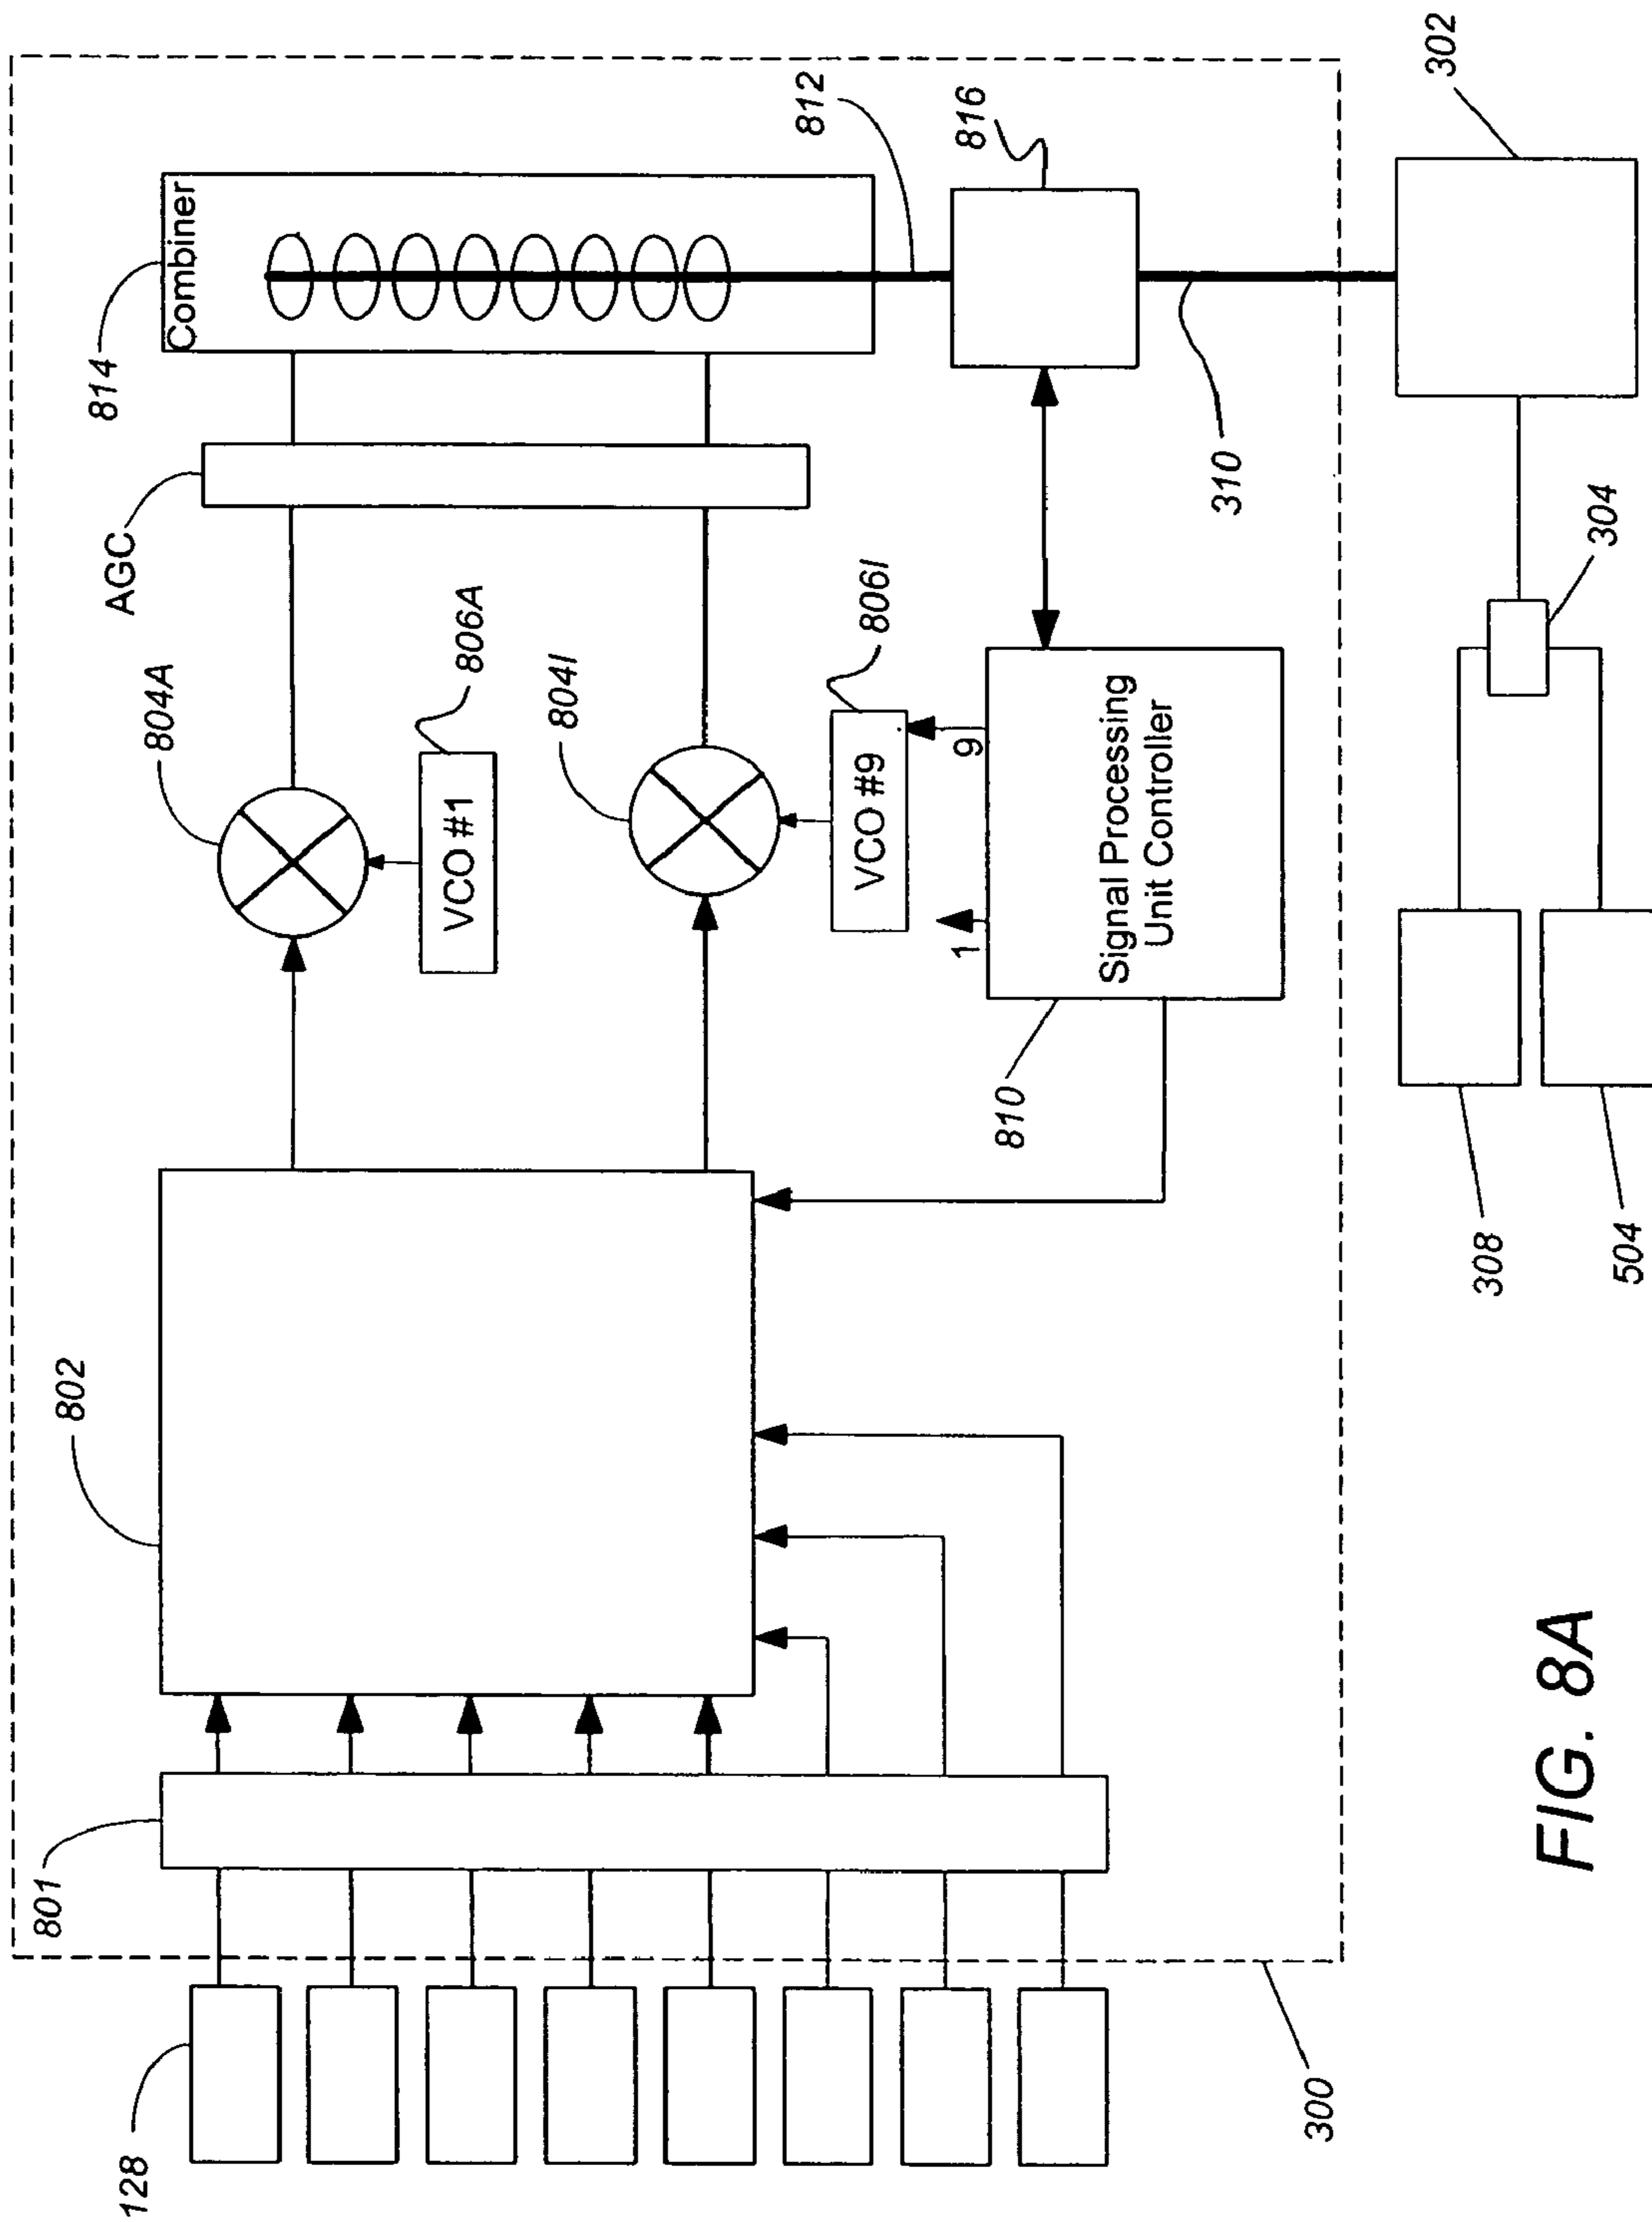 128
801
802
804A
806A
VCO #1
AGC
814
Combiner
804I
806I
VCO #9
1
9
Signal Processing
Unit Controller
810
812
816
310
300
302
304
308
504
FIG. 8A